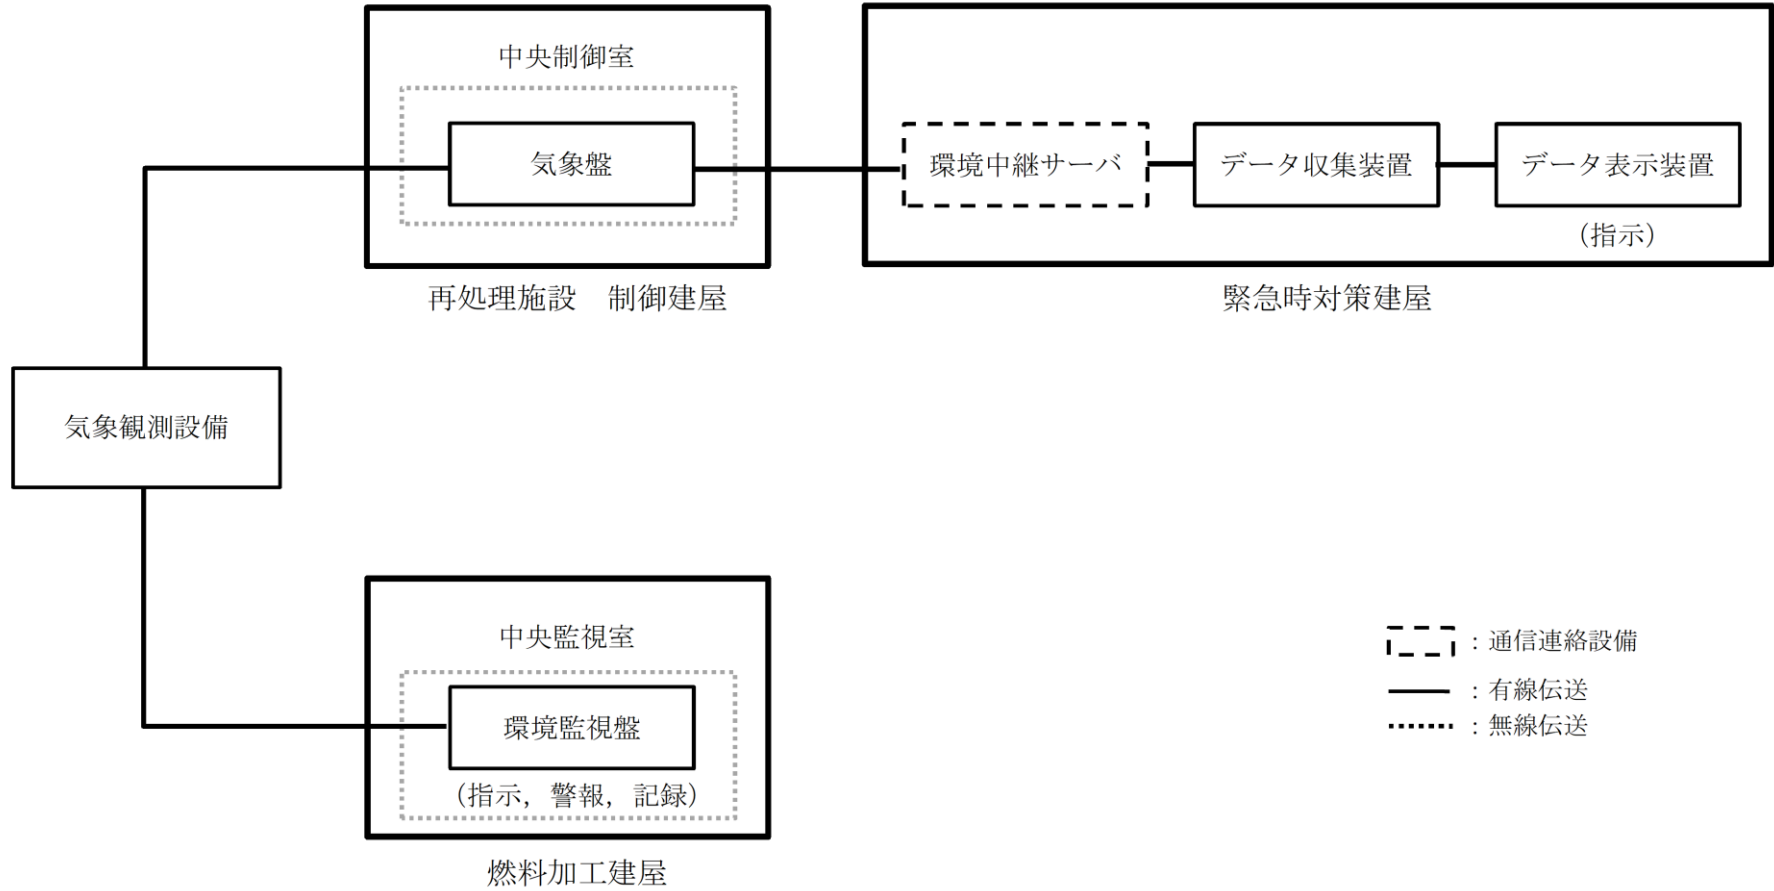 中央制御室
気象盤
再処理施設　制御建屋
環境中継サーバ
データ収集装置
データ表示装置
（指示）
緊急時対策建屋
気象観測設備
中央監視室
環境監視盤
（指示，警報，記録）
燃料加工建屋
：通信連絡設備
：有線伝送
：無線伝送